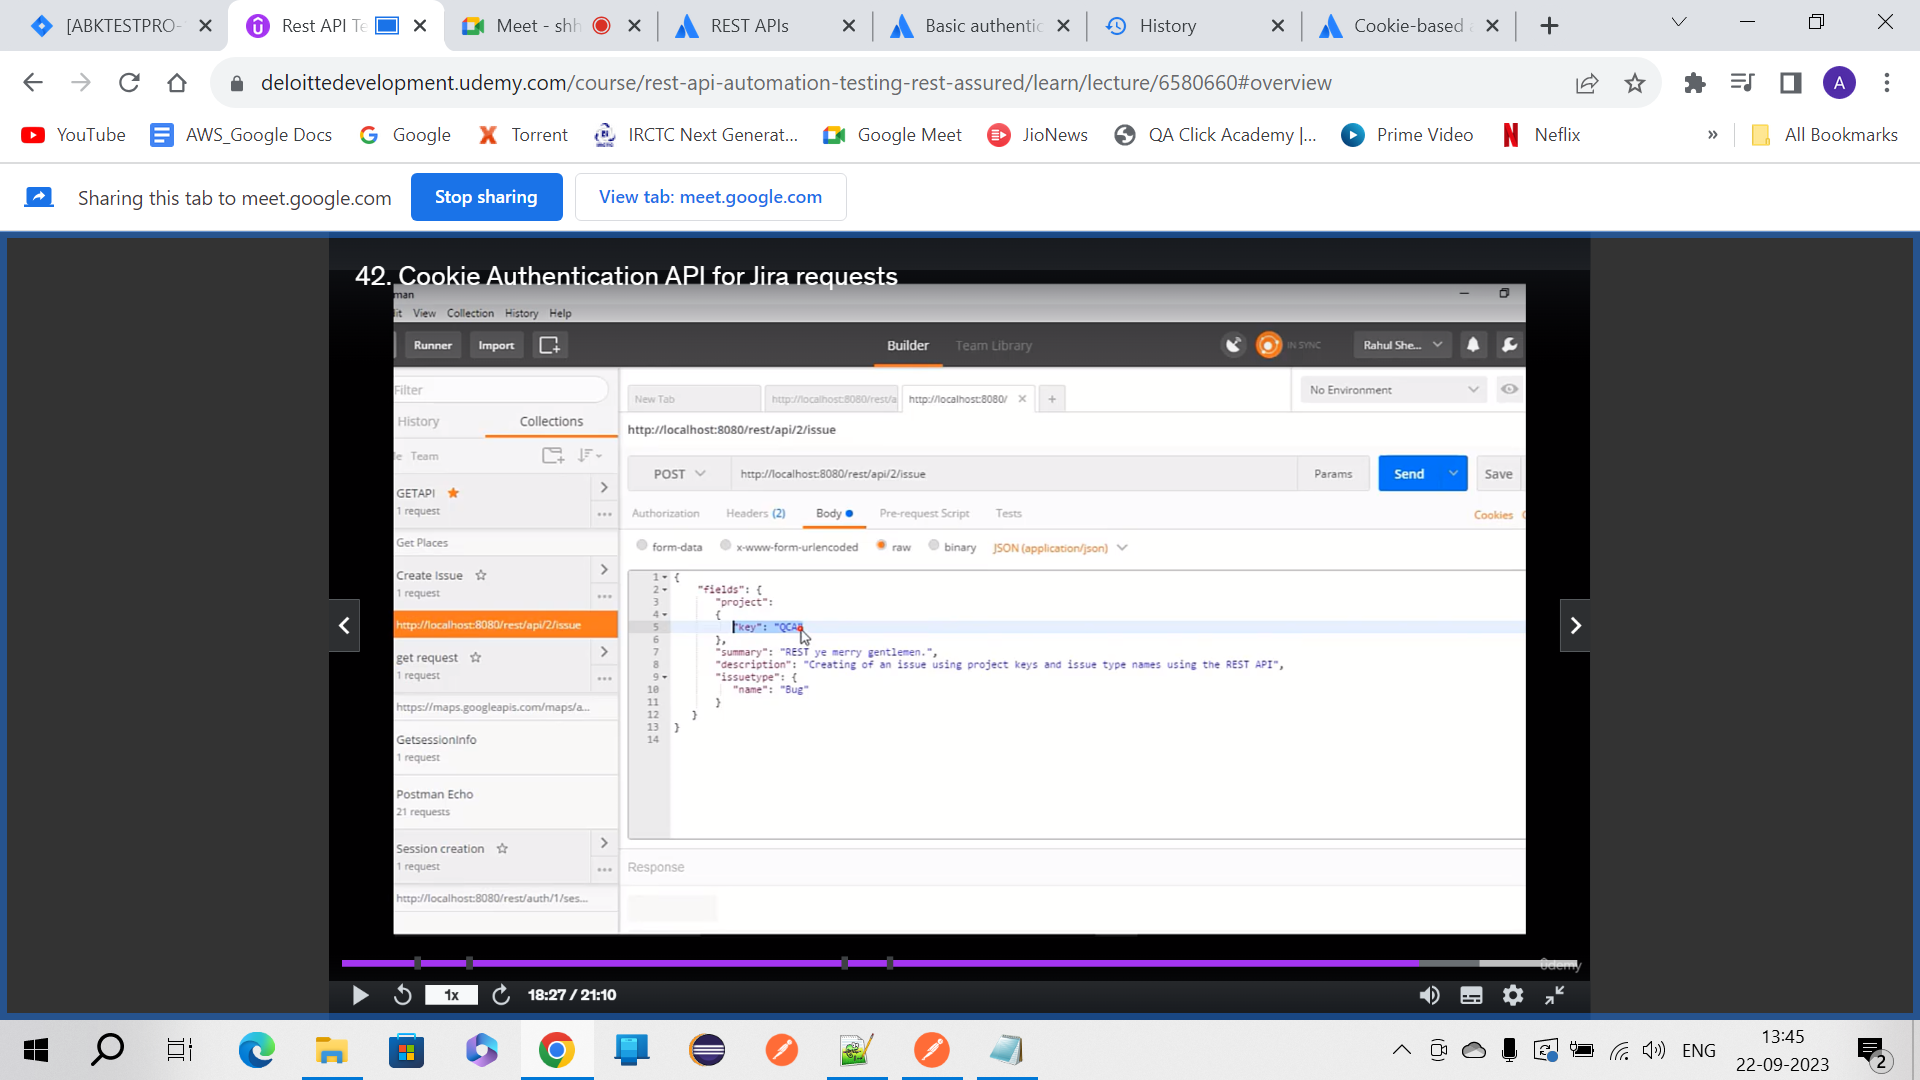 [ABKTESTPRO-
Rest API Te
Meet - shh
REST APIs
Basic authentic
History
Cookie-based a
deloittedevelopment.udemy.com/course/rest-api-automation-testing-rest-assured/learn/lecture/6580660#overview
A
YouTube
AWS_Google Docs
Google
Torrent
IRCTC Next Generat...
Google Meet
JioNews
QA Click Academy |...
Prime Video
Neflix
»
All Bookmarks
Sharing this tab to meet.google.com
Stop sharing
View tab: meet.google.com
42. Cookie Authentication API for Jira requests
man
it View Collection History Help
Runner
Import
Builder
Team Library
IN SYNC
Rahul She...
Filter
New Tab
http://localhost:8080/rest/a
http://localhost:8080/
No Environment
History
Collections
http://localhost:8080/rest/api/2/issue
le Team
POST
http://localhost:8080/rest/api/2/issue
Params
Send
Save
GETAPI
1 request
Authorization
Headers (2)
Body
Pre-request Script
Tests
Cookies
Get Places
form-data
x-www-form-urlencoded
raw
binary
JSON (application/json)
Create Issue
1 request
http://localhost:8080/rest/api/2/issue
get request
1 request
https://maps.googleapis.com/maps/a...
GetsessionInfo
1 request
Postman Echo
21 requests
Session creation
1 request
http://localhost:8080/rest/auth/1/ses...
1 {
2 "fields": {
3 "project":
4 {
5 "key": "QCA"
6 },
7 "summary": "REST ye merry gentlemen.",
8 "description": "Creating of an issue using project keys and issue type names using the REST API",
9 "issuetype": {
10 "name": "Bug"
11 }
12 }
13 }
14
Response
ûdemy
1x
18:27 / 21:10
ENG
13:45
22-09-2023
2